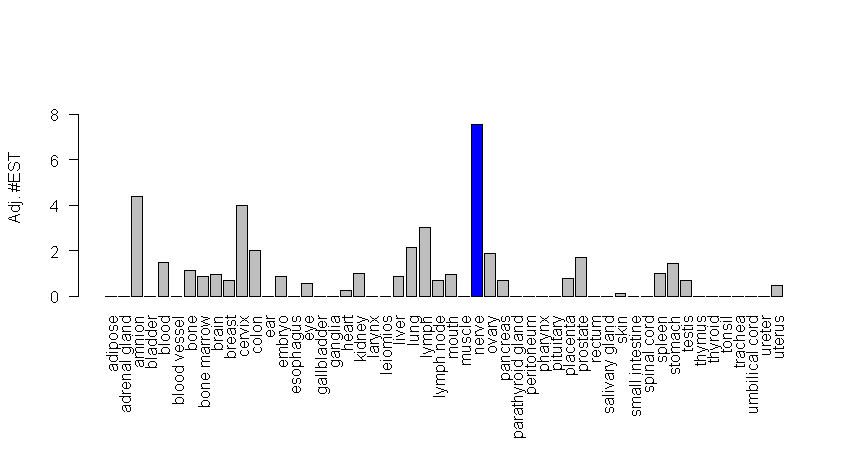 Adj. #EST
8
6
4
2
0
adipose
adrenal gland
amnion
bladder
blood
blood vessel
bone
bone marrow
brain
breast
cervix
colon
ear
embryo
esophagus
eye
gallbladder
ganglia
heart
kidney
larynx
leiomios
liver
lung
lymph
lymph node
mouth
muscle
nerve
ovary
pancreas
parathyroid gland
peritoneum
pharynx
pituitary
placenta
prostate
rectum
salivary gland
skin
small intestine
spinal cord
spleen
stomach
testis
thymus
thyroid
tonsil
trachea
umbilical cord
ureter
uterus